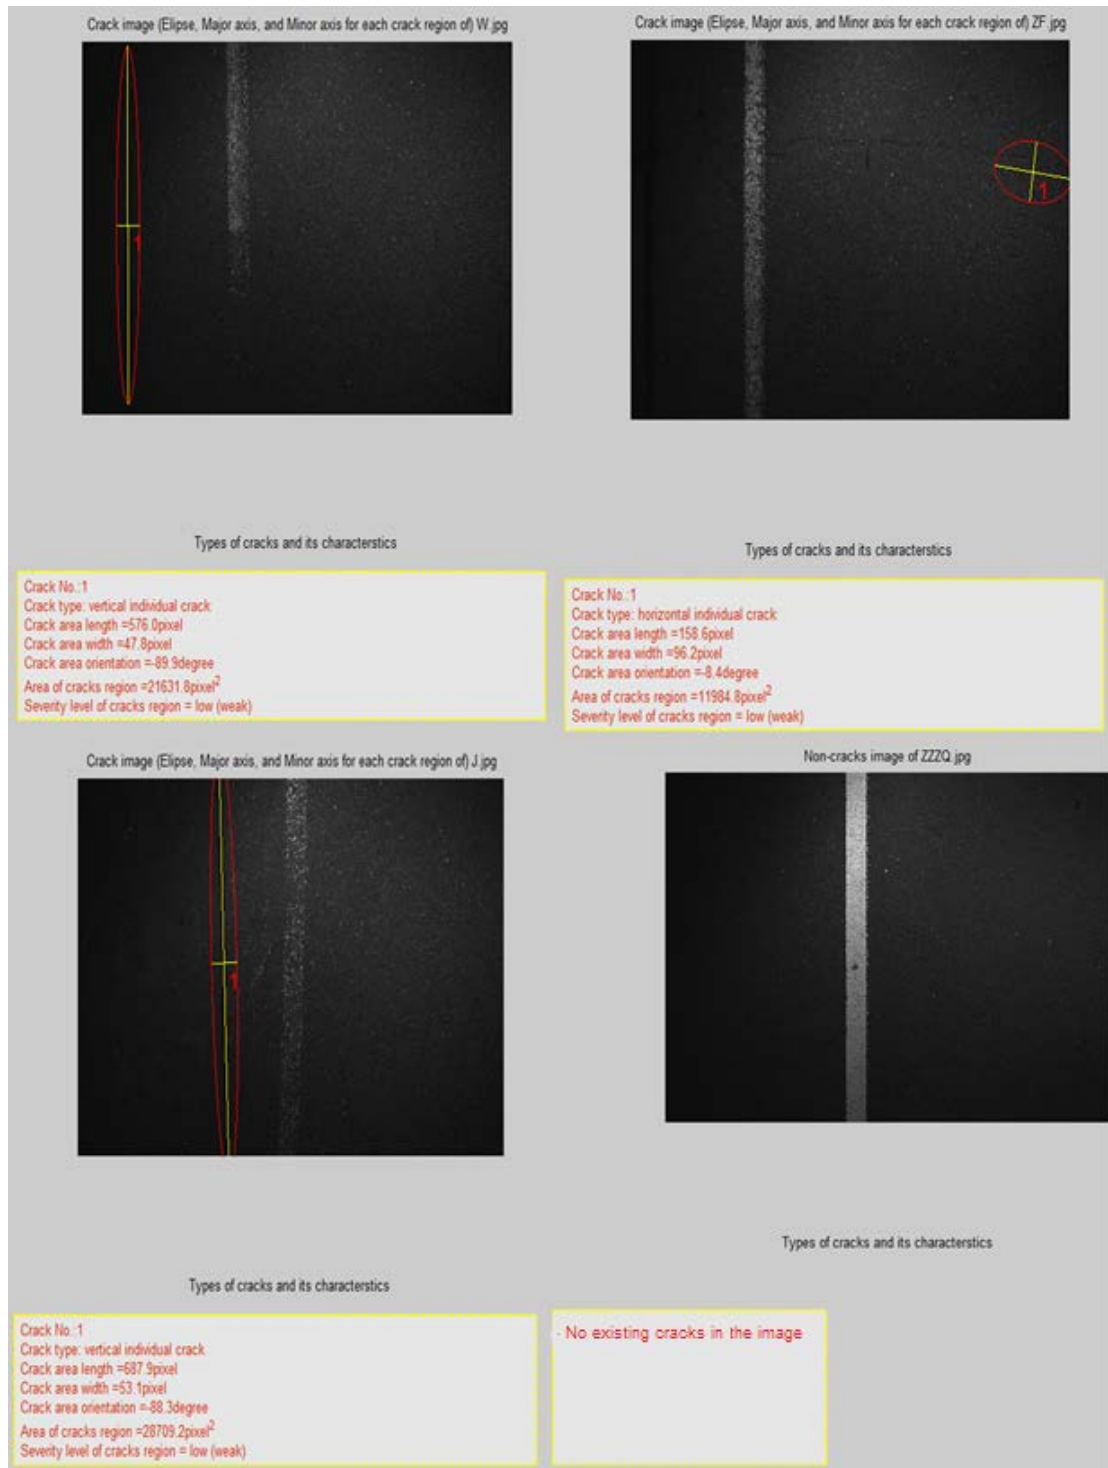 Crack image (Elipse, Major axis, and Minor axis for each crack region of) W.jpg
1
Types of cracks and its characterstics
Crack No.:1
Crack type: vertical individual crack
Crack area length =576.0pixel
Crack area width =47.8pixel
Crack area orientation =-89.9degree
Area of cracks region =21631.8pixel2
Severity level of cracks region = low (weak)
Crack image (Elipse, Major axis, and Minor axis for each crack region of) ZF.jpg
1
Types of cracks and its characterstics
Crack No.:1
Crack type: horizontal individual crack
Crack area length =158.6pixel
Crack area width =96.2pixel
Crack area orientation =-8.4degree
Area of cracks region =11984.8pixel2
Severity level of cracks region = low (weak)
Crack image (Elipse, Major axis, and Minor axis for each crack region of) J.jpg
1
Types of cracks and its characterstics
Crack No.:1
Crack type: vertical individual crack
Crack area length =687.9pixel
Crack area width =53.1pixel
Crack area orientation =-88.3degree
Area of cracks region =28709.2pixel2
Severity level of cracks region = low (weak)
Non-cracks image of ZZZQ.jpg
Types of cracks and its characterstics
- No existing cracks in the image